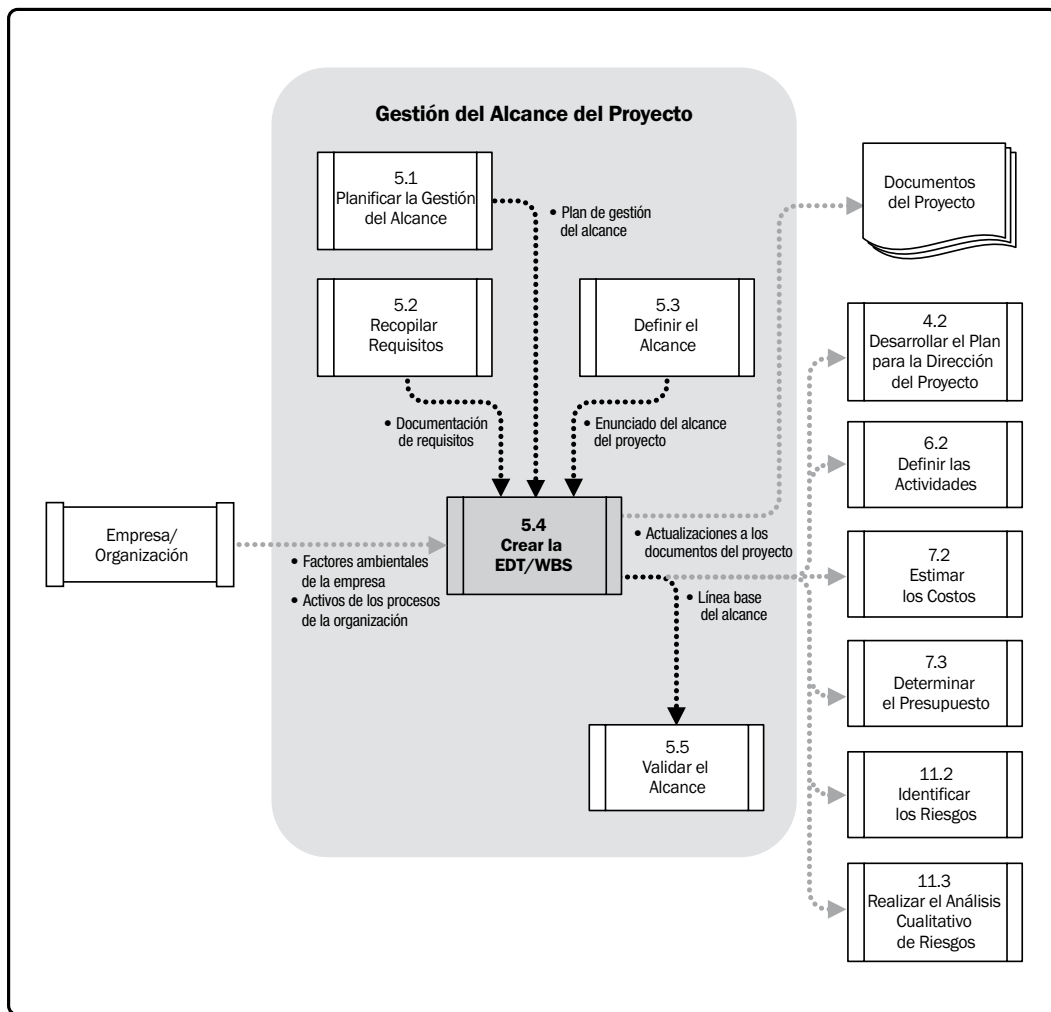 Gestión del Alcance del Proyecto
5.1
Planificar la Gestión
del Alcance
• Plan de gestión
del alcance
5.2
Recopilar
Requisitos
5.3
Definir el
Alcance
• Documentación
de requisitos
• Enunciado del alcance
del proyecto
Empresa/
Organización
• Factores ambientales
de la empresa
• Activos de los procesos
de la organización
5.4
Crear la
EDT/WBS
• Actualizaciones a los
documentos del proyecto
• Línea base
del alcance
5.5
Validar el
Alcance
Documentos
del Proyecto
4.2
Desarrollar el Plan
para la Dirección
del Proyecto
6.2
Definir las
Actividades
7.2
Estimar
los Costos
7.3
Determinar
el Presupuesto
11.2
Identificar
los Riesgos
11.3
Realizar el Análisis
Cualitativo
de Riesgos